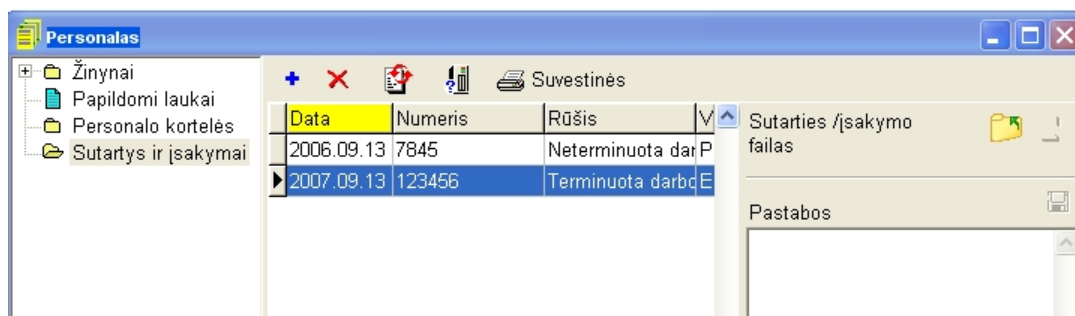 Personalas
Žinynai
Papildomi laukai
Personalo kortelės
Sutartys ir įsakymai
Suvestinės
Data Numeris Rūšis V
2006.09.13 7845 Neterminuota dar P
2007.09.13 123456 Terminuota darbo E
Sutarties /įsakymo
failas
Pastabos